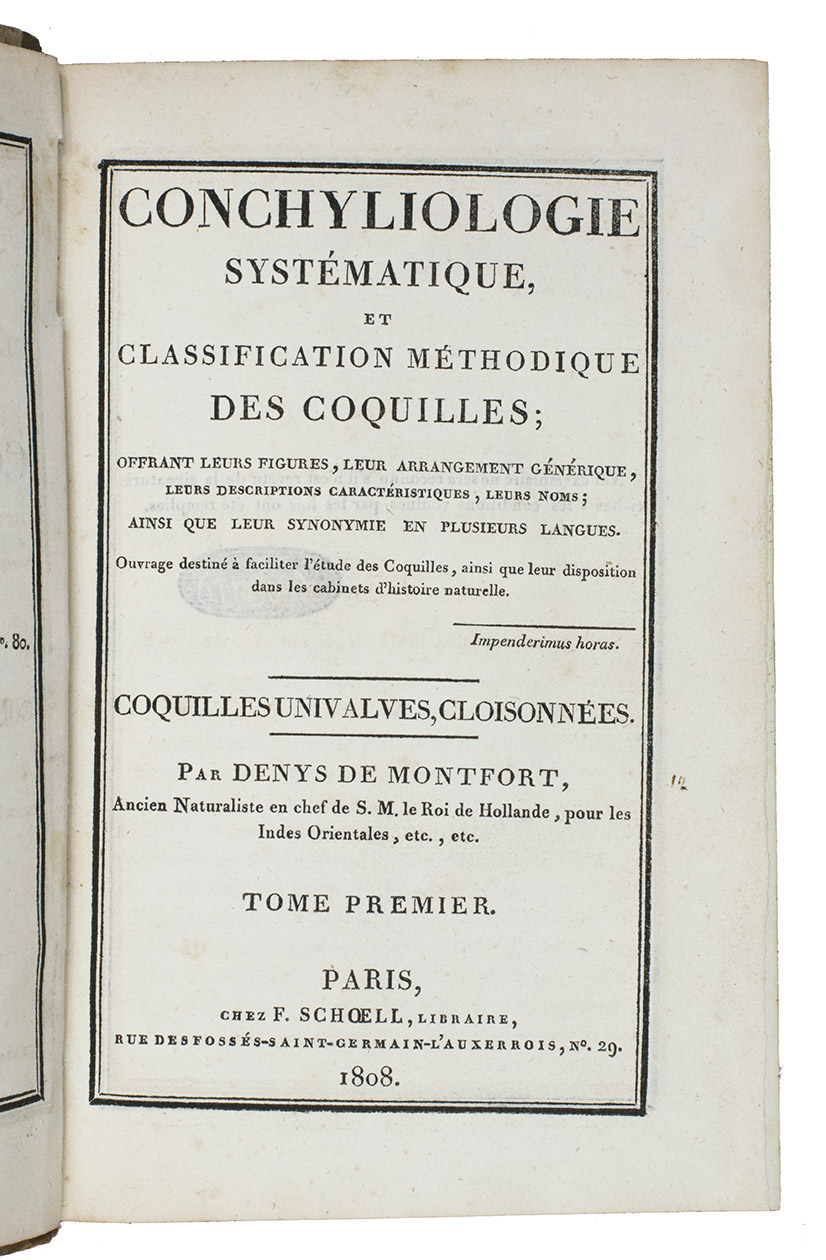 º. 80.
CONCHYLIOLOGIE
SYSTÉMATIQUE,
ET
CLASSIFICATION MÉTHODIQUE
DES COQUILLES;
OFFRANT LEURS FIGURES, LEUR ARRANGEMENT GÉNÉRIQUE,
LEURS DESCRIPTIONS CARACTÉRISTIQUES, LEURS NOMS;
AINSI QUE LEUR SYNONYMIE EN PLUSIEURS LANGUES.
Ouvrage destiné à faciliter l'étude des Coquilles, ainsi que leur disposition
dans les cabinets d'histoire naturelle.
Impenderimus horas.
COQUILLES UNIVALVES, CLOISONNÉES.
PAR DENYS DE MONTFORT,
Ancien Naturaliste en chef de S. M. le Roi de Hollande, pour les
Indes Orientales, etc., etc.
TOME PREMIER.
PARIS,
CHEZ F. SCHŒLL, LIBRAIRE,
RUE DES FOSSÉS-SAINT-GERMAIN-L'AUXERROIS, Nº. 29.
1808.